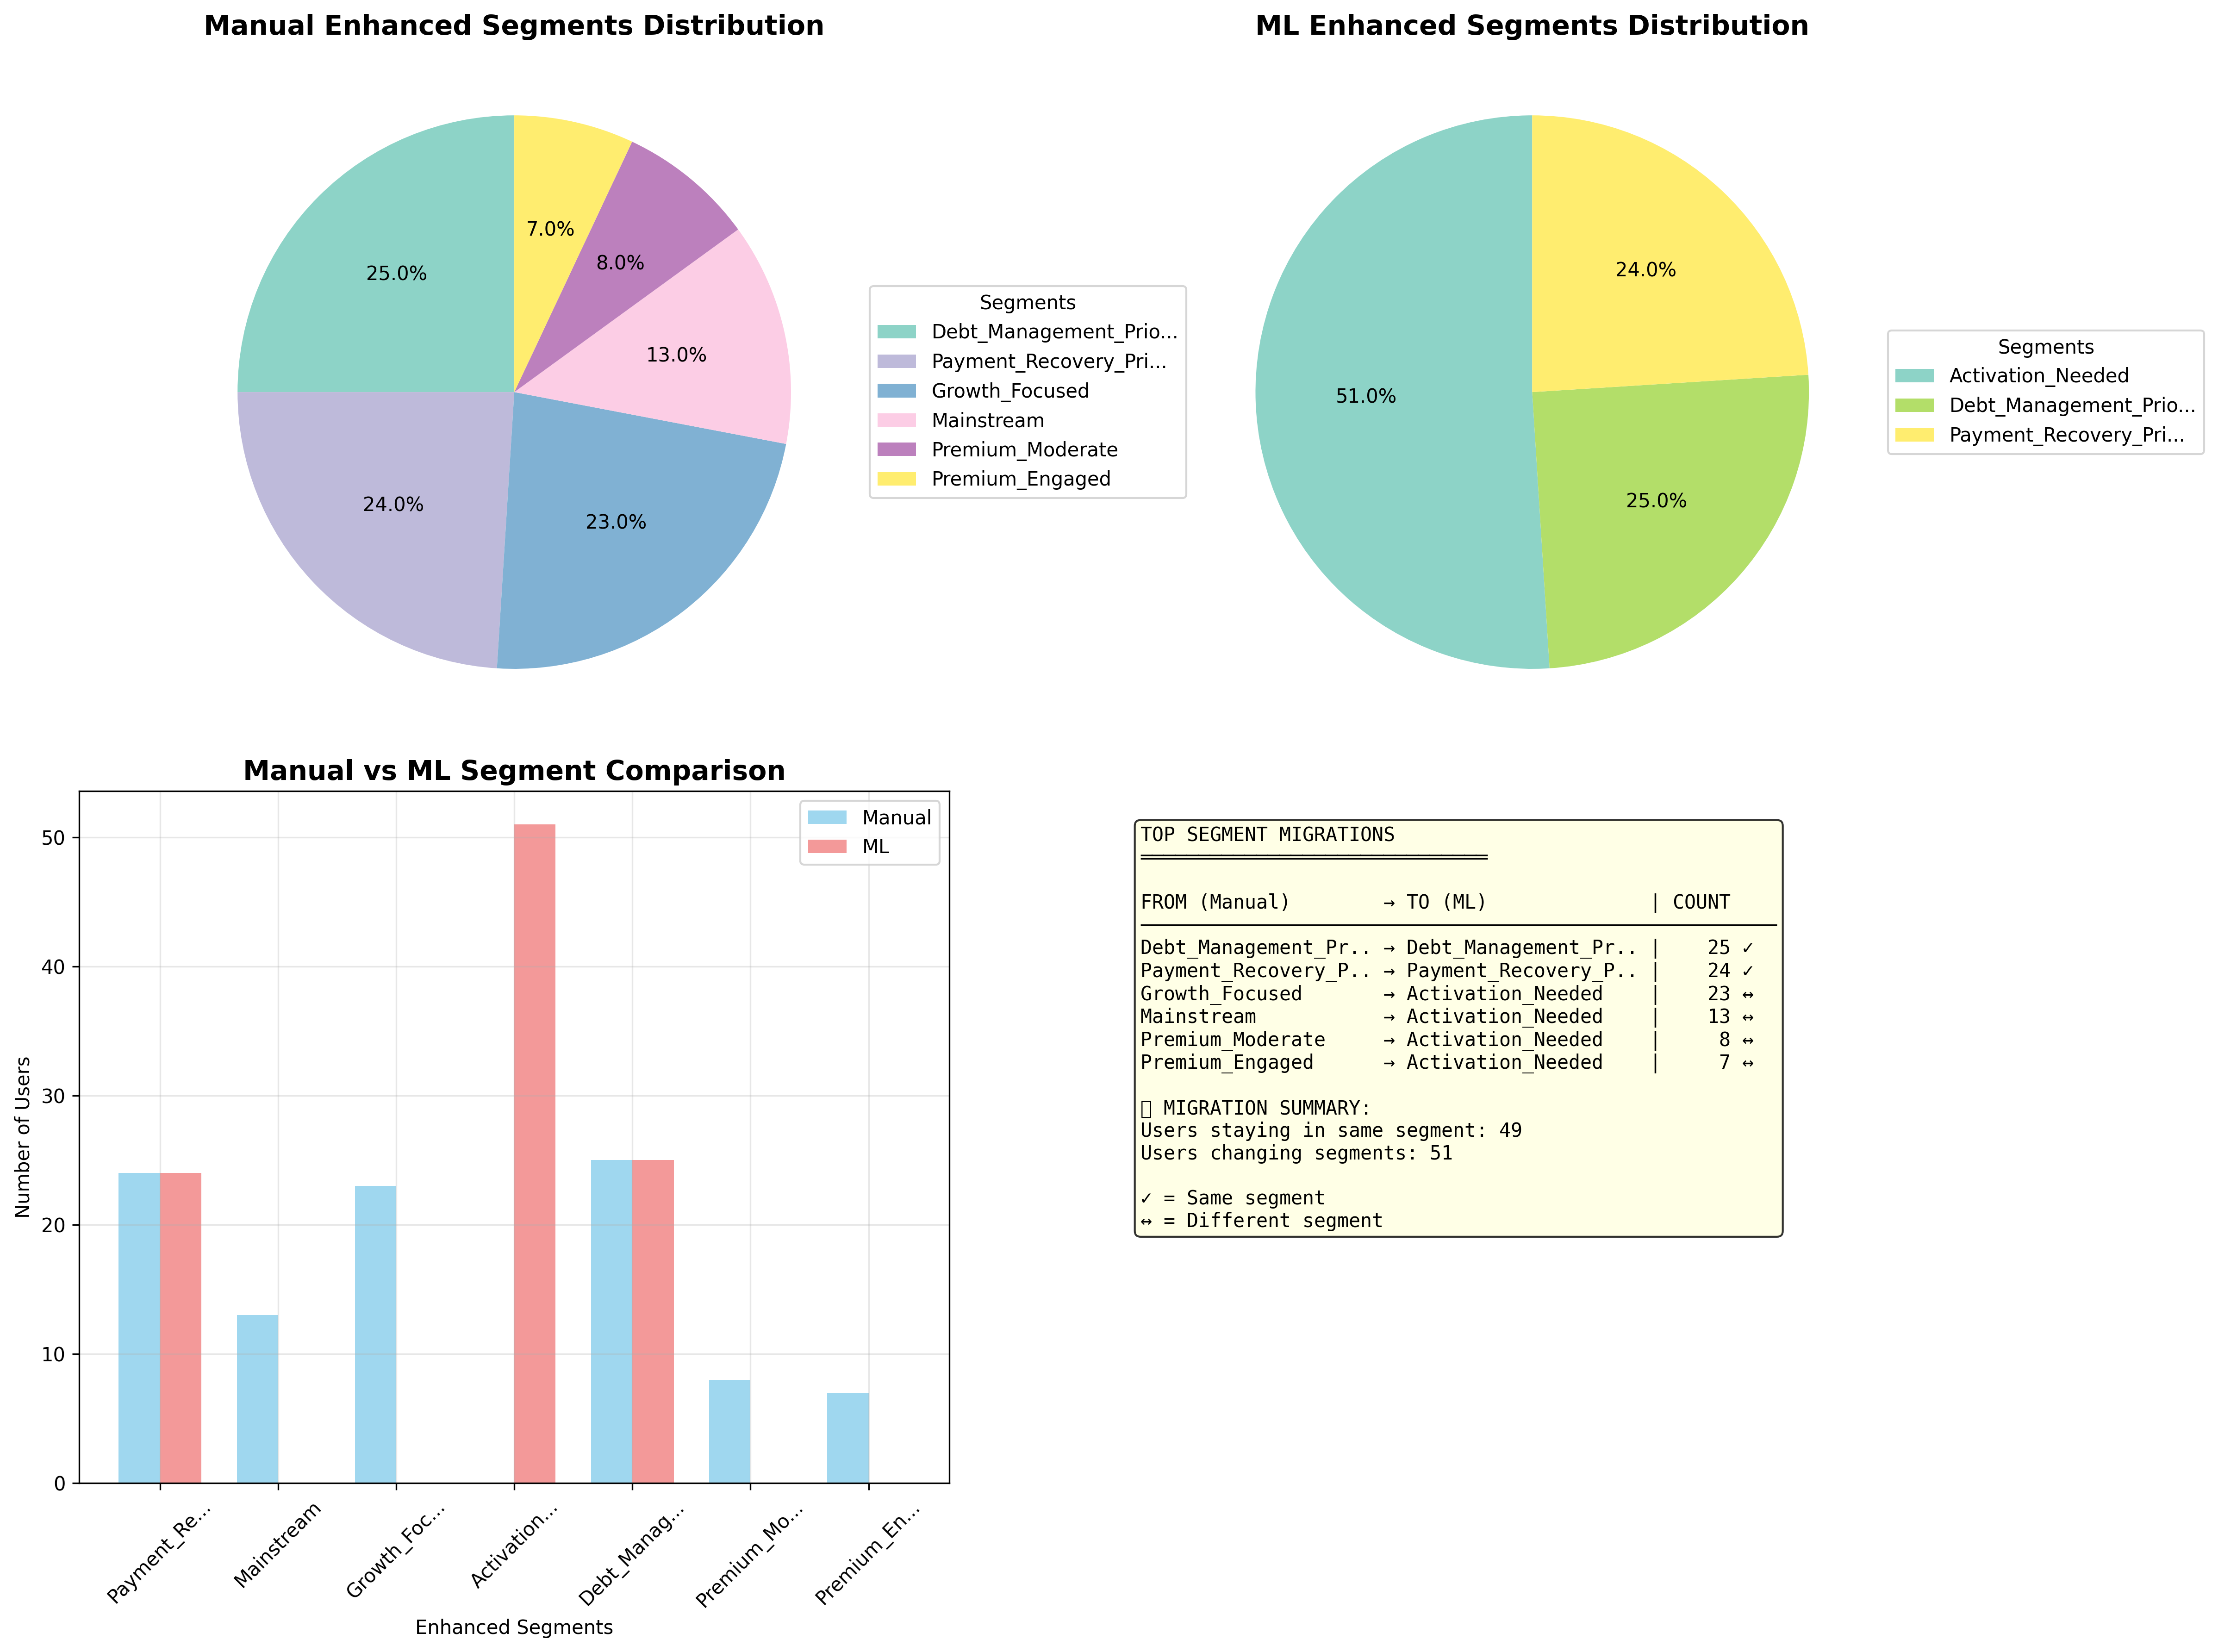 Manual Enhanced Segments Distribution
7.0%
8.0%
25.0%
13.0%
24.0%
23.0%
Segments
Debt_Management_Prio...
Payment_Recovery_Pri...
Growth_Focused
Mainstream
Premium_Moderate
Premium_Engaged
ML Enhanced Segments Distribution
24.0%
51.0%
25.0%
Segments
Activation_Needed
Debt_Management_Prio...
Payment_Recovery_Pri...
Manual vs ML Segment Comparison
Manual
ML
Number of Users
50
40
30
20
10
0
Payment_Re...
Mainstream
Growth_Foc...
Activation...
Debt_Manag...
Premium_Mo...
Premium_En...
Enhanced Segments
TOP SEGMENT MIGRATIONS
FROM (Manual) → TO (ML) | COUNT
Debt_Management_Pr.. → Debt_Management_Pr.. | 25 ✓
Payment_Recovery_P.. → Payment_Recovery_P.. | 24 ✓
Growth_Focused → Activation_Needed | 23 ↔
Mainstream → Activation_Needed | 13 ↔
Premium_Moderate → Activation_Needed | 8 ↔
Premium_Engaged → Activation_Needed | 7 ↔
MIGRATION SUMMARY:
Users staying in same segment: 49
Users changing segments: 51
✓ = Same segment
↔ = Different segment